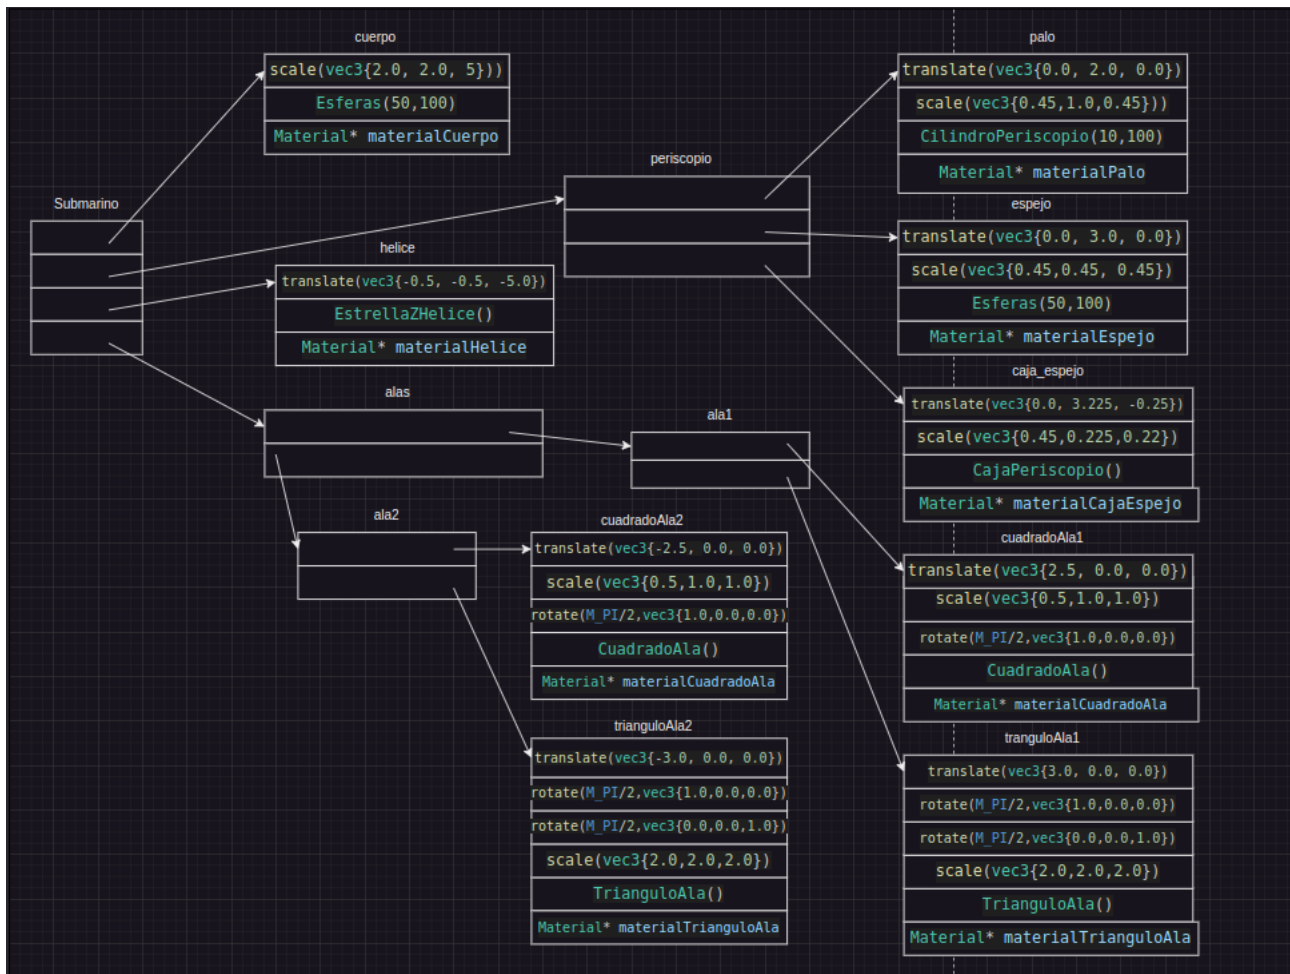 cuerpo
scale(vec3{2.0, 2.0, 5}))
Esferas(50,100)
Material* materialCuerpo
palo
translate(vec3{0.0, 2.0, 0.0})
scale(vec3{0.45,1.0,0.45}))
CilindroPeriscopio(10,100)
Material* materialPalo
periscopio
Submarino
espejo
translate(vec3{0.0, 3.0, 0.0})
scale(vec3{0.45,0.45, 0.45})
Esferas(50,100)
Material* materialEspejo
helice
translate(vec3{-0.5, -0.5, -5.0})
EstrellaZHelice()
Material* materialHelice
caja_espejo
translate(vec3{0.0, 3.225, -0.25})
scale(vec3{0.45,0.225,0.22})
CajaPeriscopio()
Material* materialCajaEspejo
alas
ala1
ala2
cuadradoAla2
translate(vec3{-2.5, 0.0, 0.0})
scale(vec3{0.5,1.0,1.0})
rotate(M_PI/2,vec3{1.0,0.0,0.0})
CuadradoAla()
Material* materialCuadradoAla
cuadradoAla1
translate(vec3{2.5, 0.0, 0.0})
scale(vec3{0.5,1.0,1.0})
rotate(M_PI/2,vec3{1.0,0.0,0.0})
CuadradoAla()
Material* materialCuadradoAla
trianguloAla2
translate(vec3{-3.0, 0.0, 0.0})
rotate(M_PI/2,vec3{1.0,0.0,0.0})
rotate(M_PI/2,vec3{0.0,0.0,1.0})
scale(vec3{2.0,2.0,2.0})
TrianguloAla()
Material* materialTrianguloAla
tranguloAla1
translate(vec3{3.0, 0.0, 0.0})
rotate(M_PI/2,vec3{1.0,0.0,0.0})
rotate(M_PI/2,vec3{0.0,0.0,1.0})
scale(vec3{2.0,2.0,2.0})
TrianguloAla()
Material* materialTrianguloAla